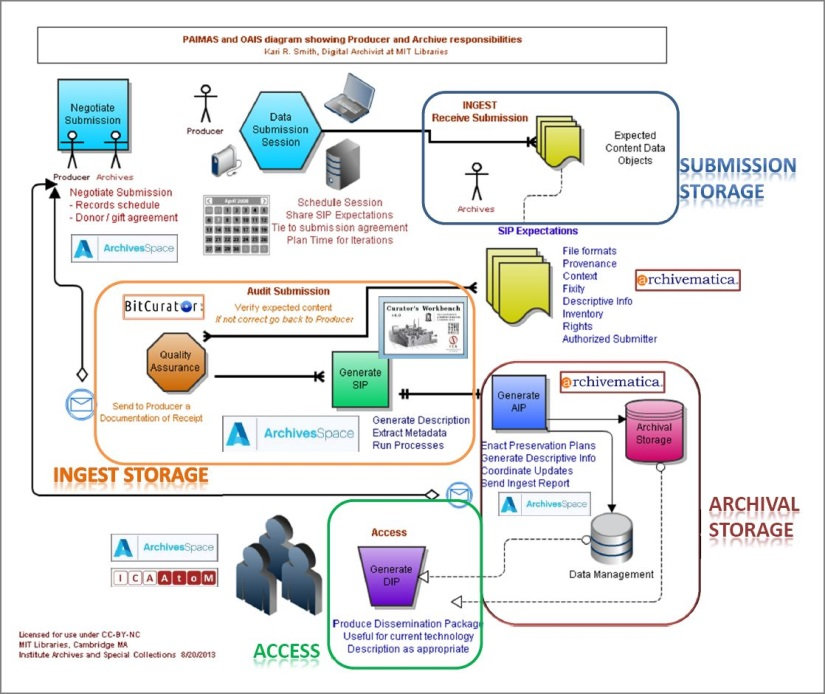 PAIMAS and OAIS diagram showing Producer and Archive responsibilities
Kari R. Smith, Digital Archivist at MIT Libraries
Negotiate
Submission
Producer
Archives
Negotiate Submission
- Records schedule
- Donor / gift agreement
ArchivesSpace
Producer
Data
Submission
Session
April 2008
Schedule Session
Share SIP Expectations
Tie to submission agreement
Plan Time for Iterations
INGEST
Receive Submission
Archives
Expected
Content Data
Objects
SUBMISSION
STORAGE
SIP Expectations
File formats
Provenance
Context
Fixity
Descriptive Info
Inventory
Rights
Authorized Submitter
archivematica.
Audit Submission
BitCurator
Verify expected content
If not correct go back to Producer
Curator's Workbench
Quality
Assurance
Generate
SIP
Send to Producer a
Documentation of Receipt
ArchivesSpace
Generate Description
Extract Metadata
Run Processes
INGEST STORAGE
Generate
AIP
archivematica.
Archival
Storage
Enact Preservation Plans
Generate Descriptive Info
Coordinate Updates
Send Ingest Report
ArchivesSpace
Data Management
ARCHIVAL
STORAGE
ArchivesSpace
ICAAtoM
Access
Generate
DIP
Produce Dissemination Package
Useful for current technology
Description as appropriate
ACCESS
Licensed for use under CC-BY-NC
MIT Libraries, Cambridge MA
Institute Archives and Special Collections 8/20/2013